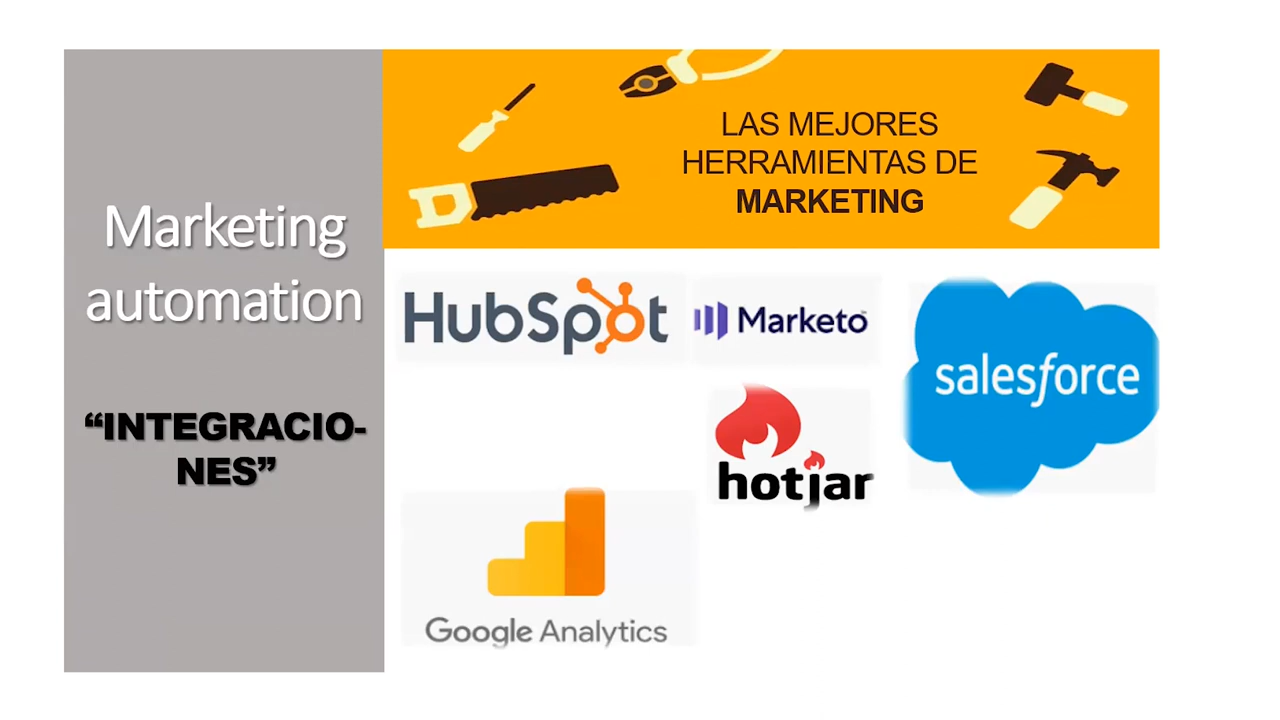 Marketing
automation
“INTEGRACIO-
NES”
LAS MEJORES
HERRAMIENTAS DE
MARKETING
HubSpot
Marketo
salesforce
hotjar
Google Analytics